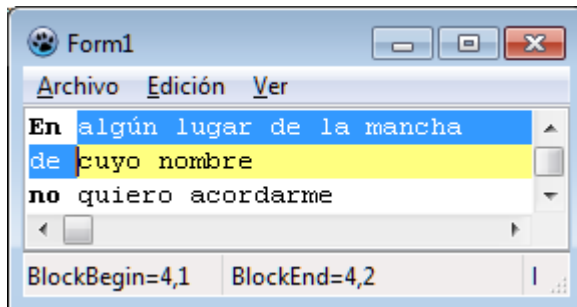 Form1
Archivo Edición Ver
En algún lugar de la mancha
de cuyo nombre
no quiero acordarme
BlockBegin=4,1 BlockEnd=4,2 I